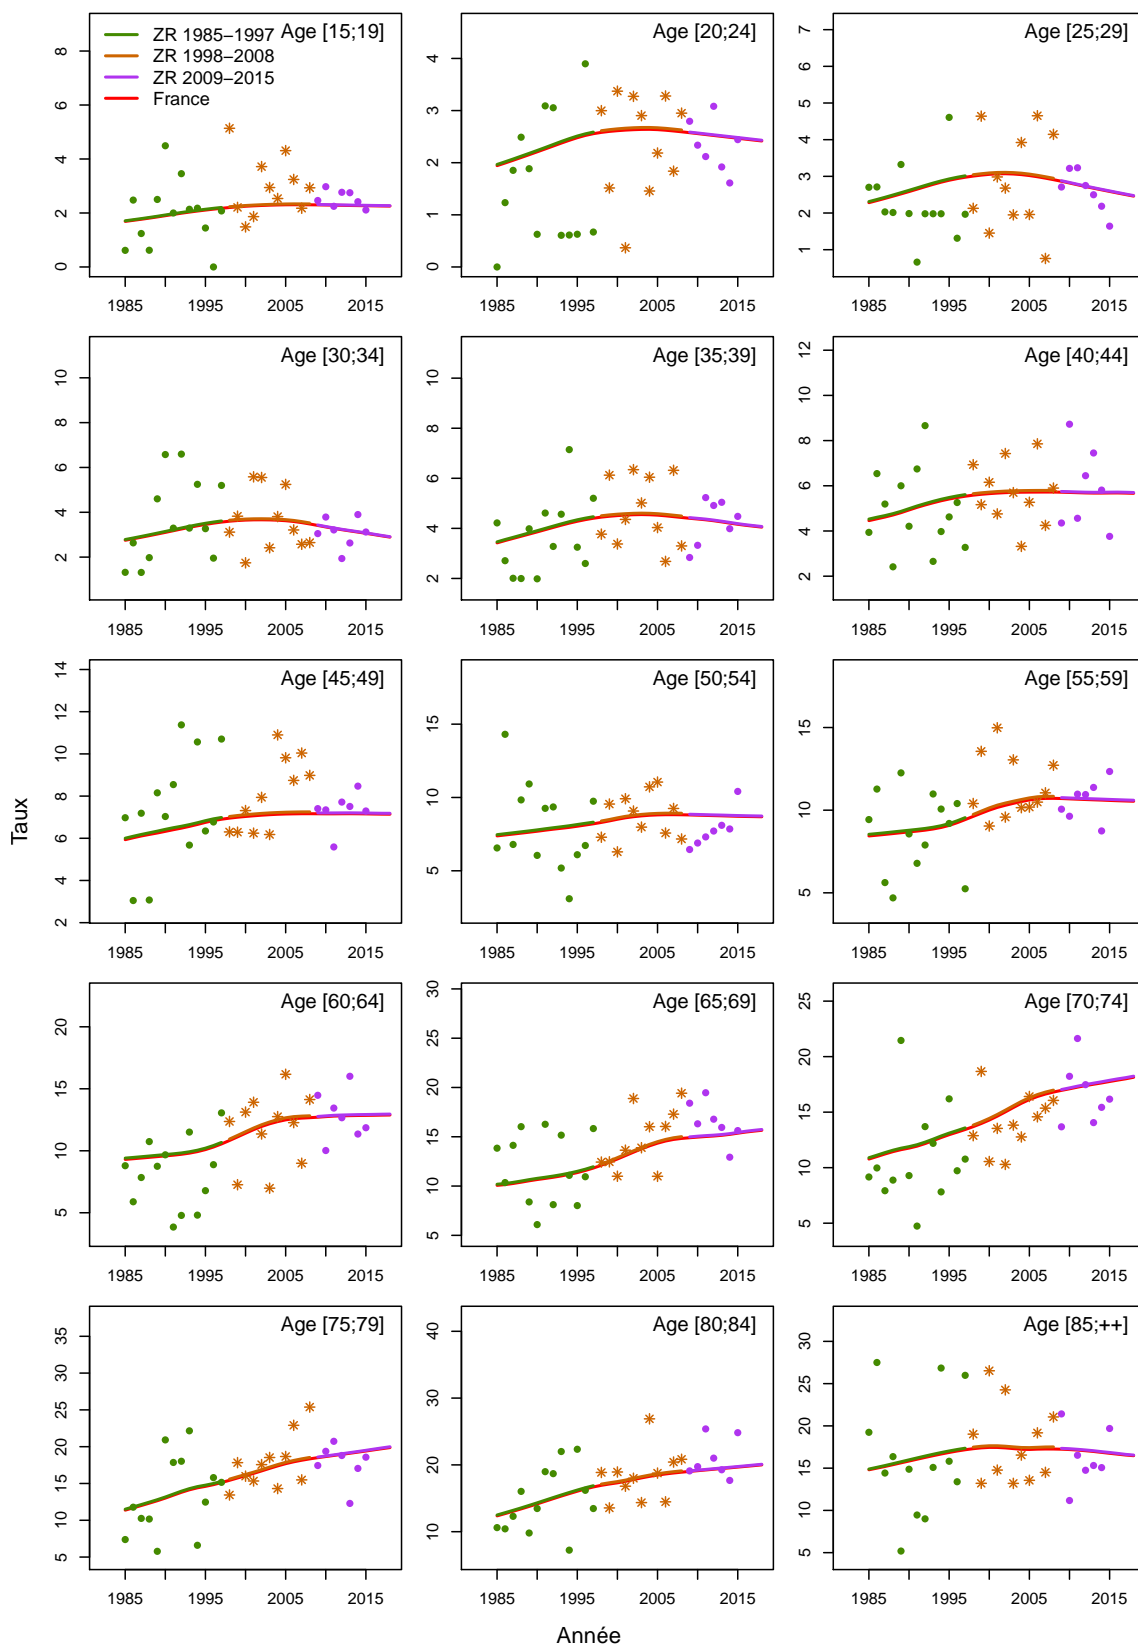 ZR 1985−1997
ZR 1998−2008
ZR 2009−2015
France
Age [15;19]
0 2 4 6 8
1985 1995 2005 2015
Age [20;24]
0 1 2 3 4
1985 1995 2005 2015
Age [25;29]
1 2 3 4 5 6 7
1985 1995 2005 2015
Age [30;34]
2 4 6 8 10
1985 1995 2005 2015
Age [35;39]
2 4 6 8 10
1985 1995 2005 2015
Age [40;44]
2 4 6 8 10 12
1985 1995 2005 2015
Age [45;49]
2 4 6 8 10 12 14
1985 1995 2005 2015
Age [50;54]
5 10 15
1985 1995 2005 2015
Age [55;59]
5 10 15
1985 1995 2005 2015
Age [60;64]
5 10 15 20
1985 1995 2005 2015
Age [65;69]
5 10 15 20 25 30
1985 1995 2005 2015
Age [70;74]
5 10 15 20 25
1985 1995 2005 2015
Age [75;79]
5 10 15 20 25 30 35
1985 1995 2005 2015
Age [80;84]
10 20 30 40
1985 1995 2005 2015
Age [85;++]
5 10 15 20 25 30
1985 1995 2005 2015
Taux
Année